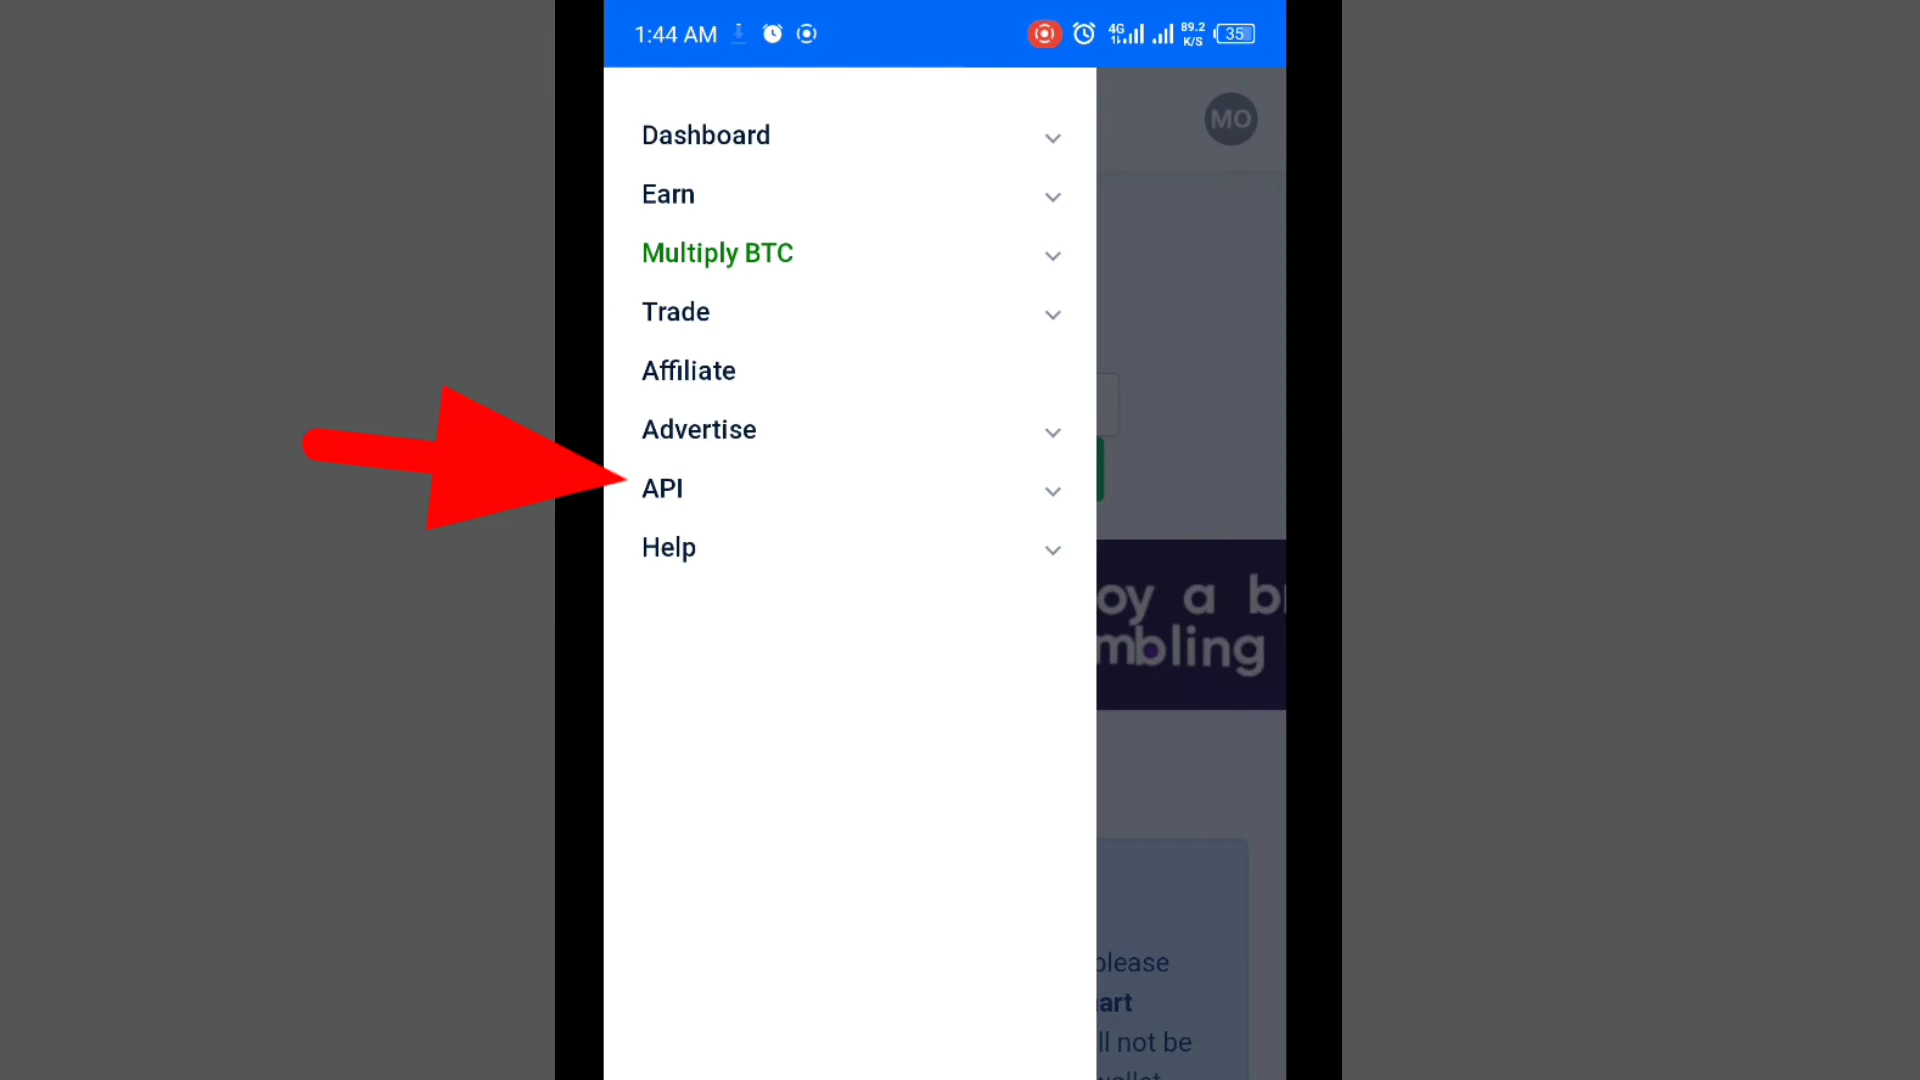 1:44 AM
4G
89.2
K/S
35
MO
Dashboard
Earn
Multiply BTC
Trade
Affiliate
Advertise
API
Help
oy a b
mbling
please
art
ll not be